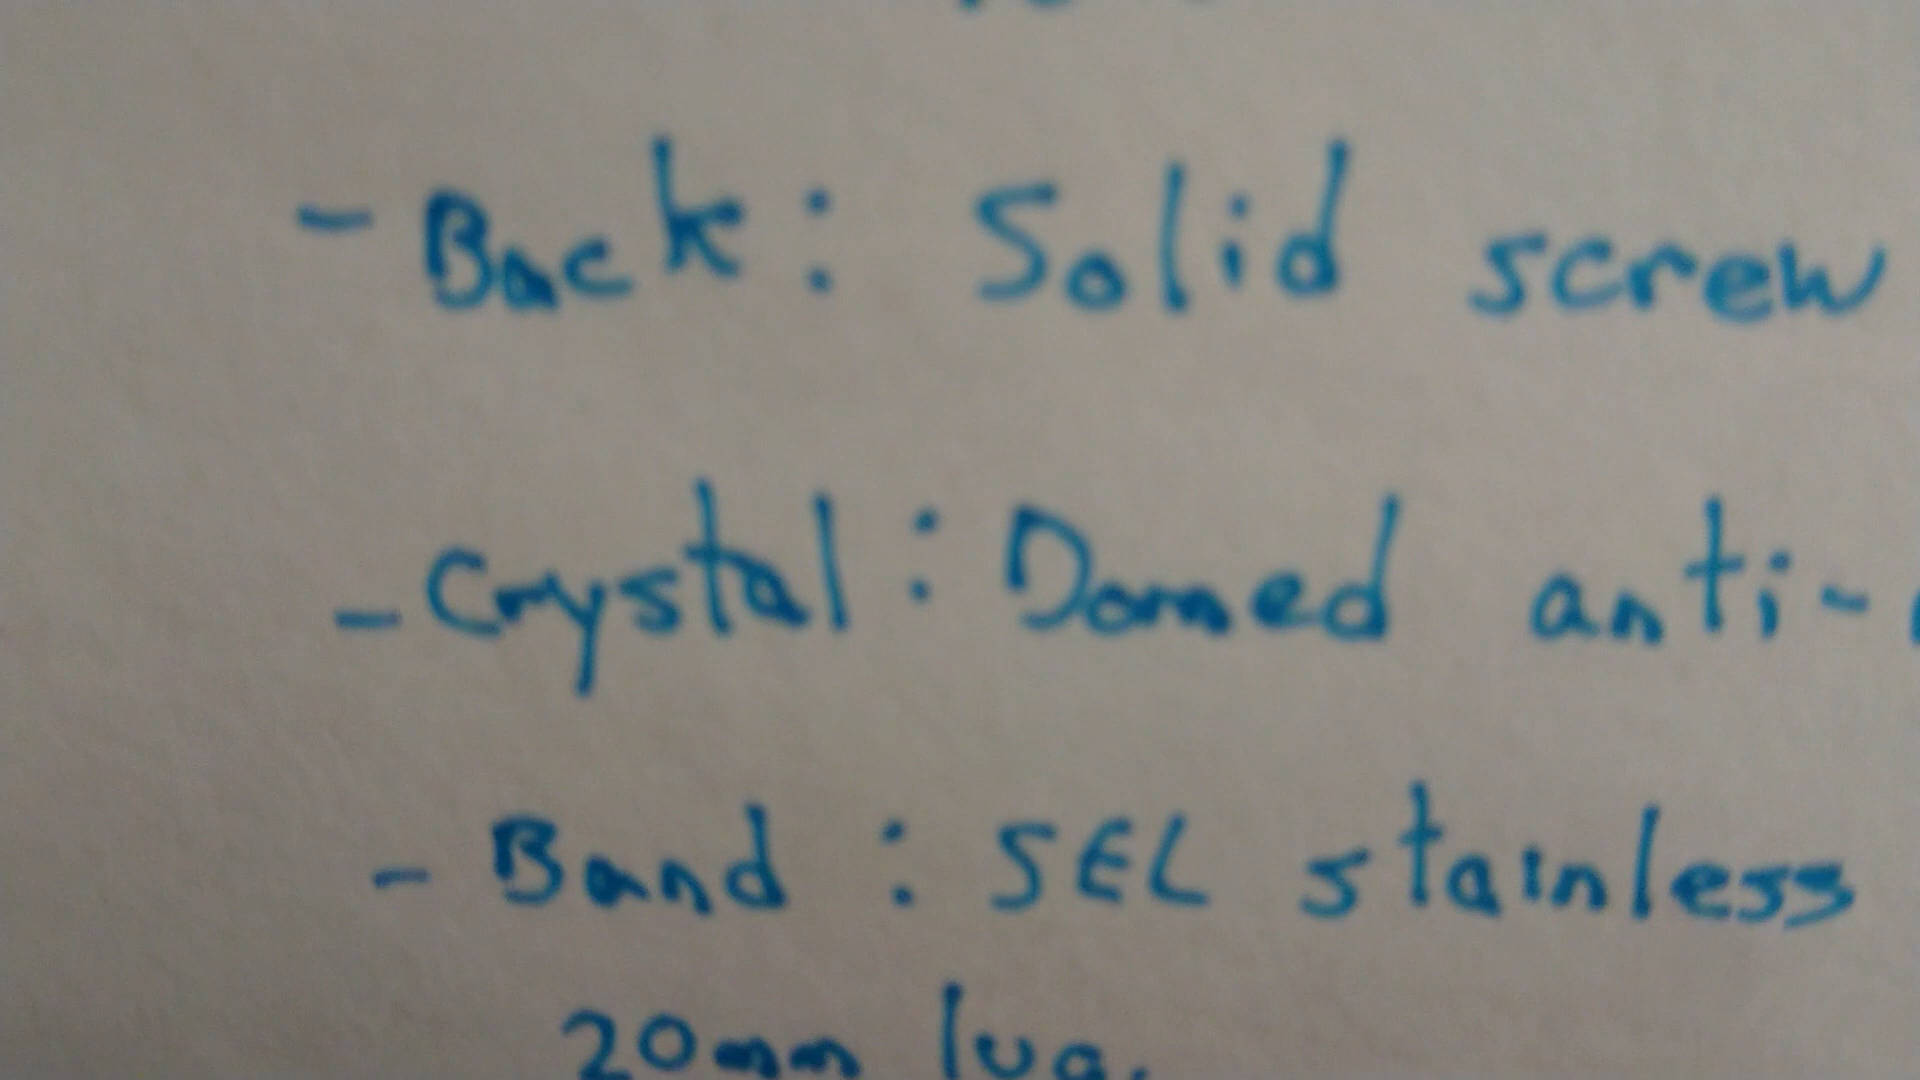 - Back: Solid screw
- Crystal: Domed anti-
- Band : SEL stainless
20mm lug.